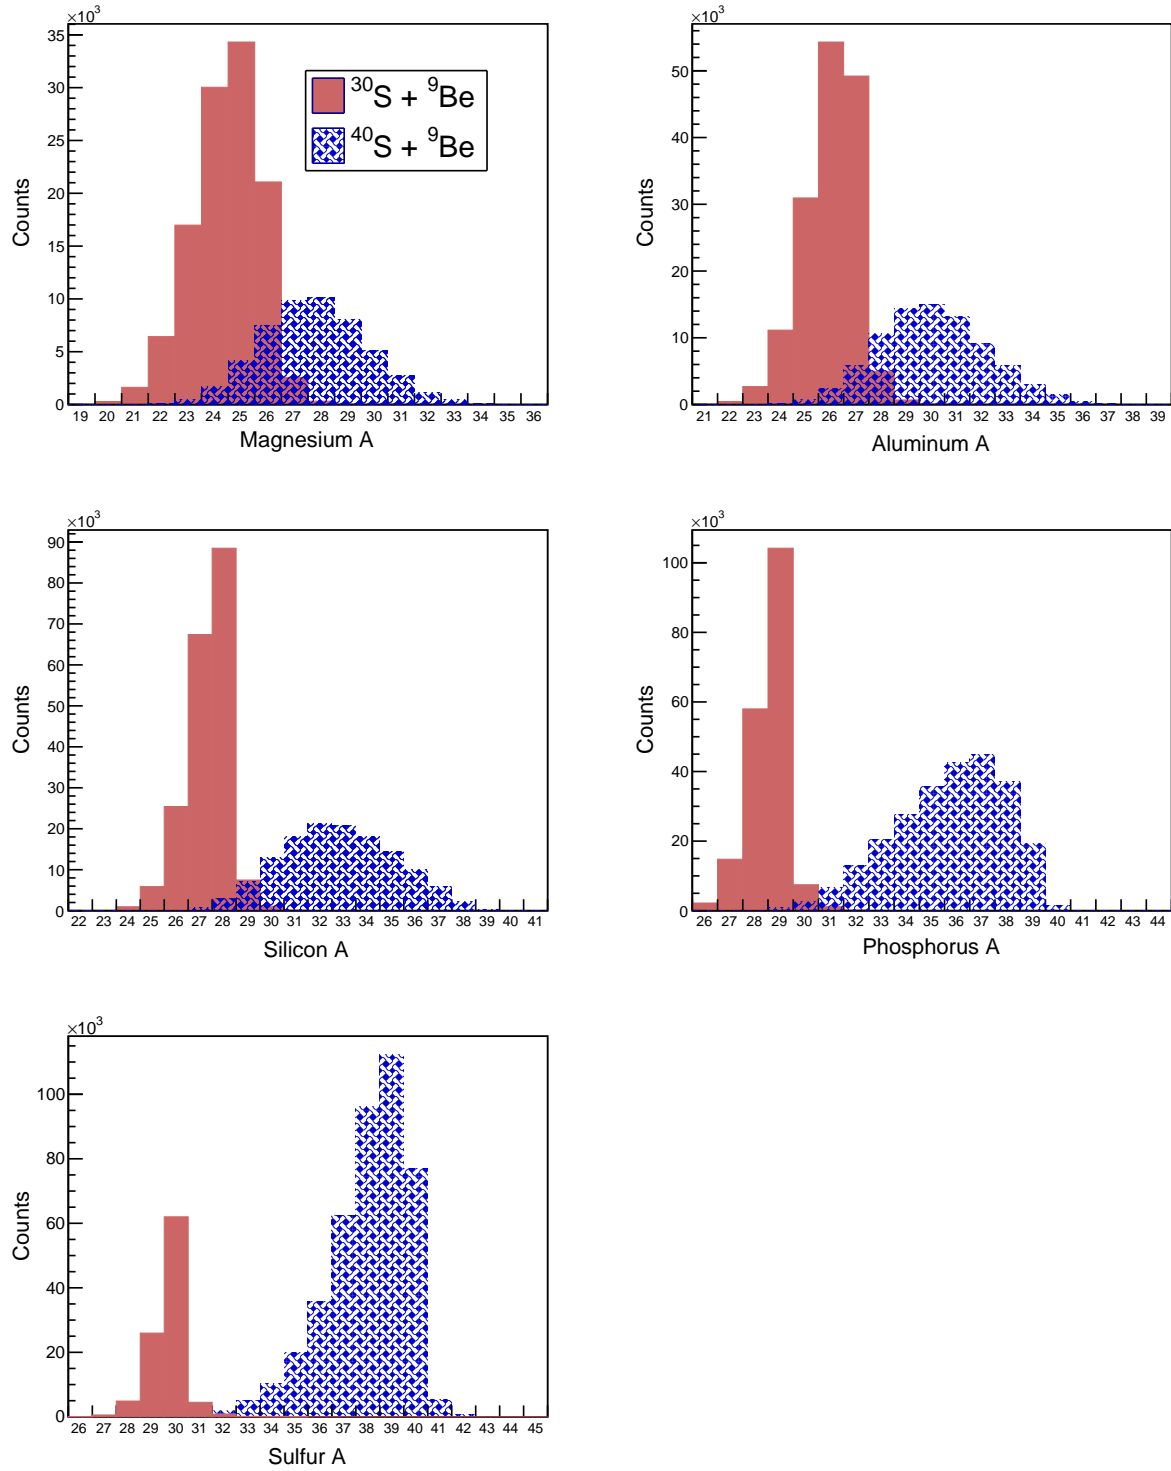 ×10³
35
30
25
20
15
10
5
0
Counts
³⁰S + ⁹Be
⁴⁰S + ⁹Be
19 20 21 22 23 24 25 26 27 28 29 30 31 32 33 34 35 36
Magnesium A
×10³
50
40
30
20
10
0
Counts
21 22 23 24 25 26 27 28 29 30 31 32 33 34 35 36 37 38 39
Aluminum A
×10³
90
80
70
60
50
40
30
20
10
0
Counts
22 23 24 25 26 27 28 29 30 31 32 33 34 35 36 37 38 39 40 41
Silicon A
×10³
100
80
60
40
20
0
Counts
26 27 28 29 30 31 32 33 34 35 36 37 38 39 40 41 42 43 44
Phosphorus A
×10³
100
80
60
40
20
0
Counts
26 27 28 29 30 31 32 33 34 35 36 37 38 39 40 41 42 43 44 45
Sulfur A